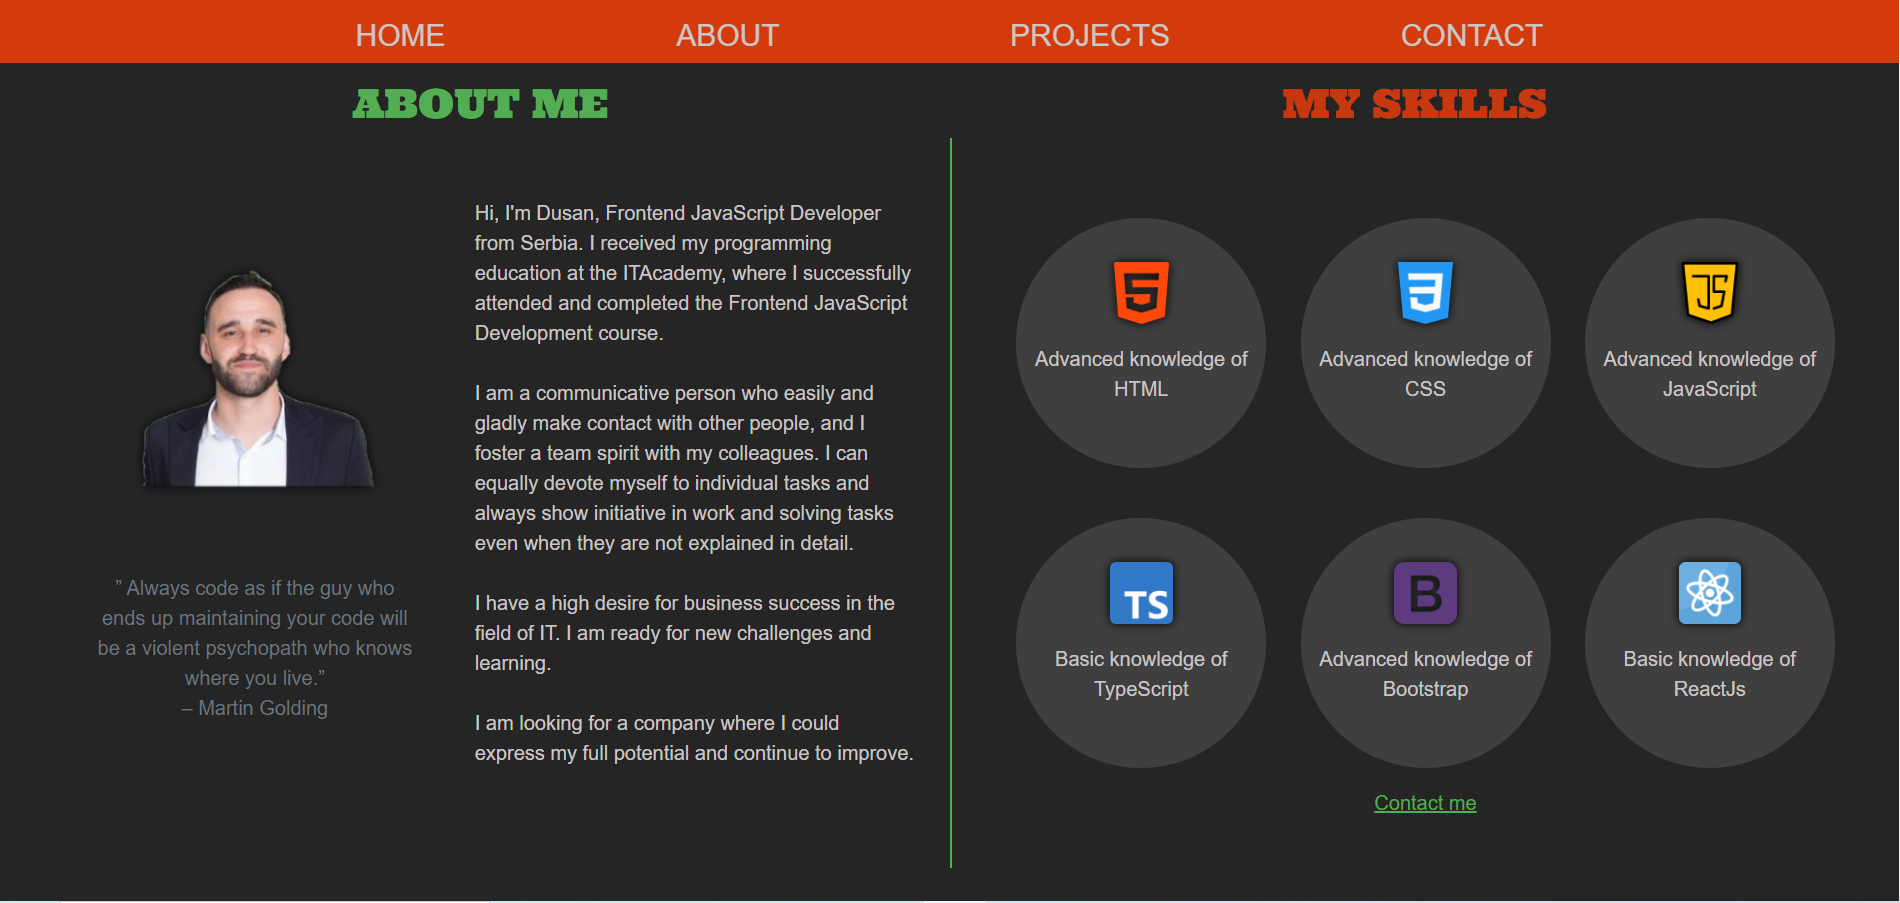 HOME ABOUT PROJECTS CONTACT
ABOUT ME
Hi, I'm Dusan, Frontend JavaScript Developer
from Serbia. I received my programming
education at the ITAcademy, where I successfully
attended and completed the Frontend JavaScript
Development course.
I am a communicative person who easily and
gladly make contact with other people, and I
foster a team spirit with my colleagues. I can
equally devote myself to individual tasks and
always show initiative in work and solving tasks
even when they are not explained in detail.
I have a high desire for business success in the
field of IT. I am ready for new challenges and
learning.
I am looking for a company where I could
express my full potential and continue to improve.
” Always code as if the guy who
ends up maintaining your code will
be a violent psychopath who knows
where you live.”
– Martin Golding
MY SKILLS
5
3
JS
Advanced knowledge of
HTML
Advanced knowledge of
CSS
Advanced knowledge of
JavaScript
TS
B
Basic knowledge of
TypeScript
Advanced knowledge of
Bootstrap
Basic knowledge of
ReactJs
Contact me